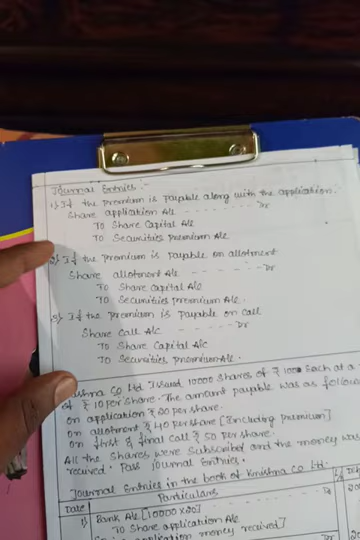 Journal Entries :-
1) If the premium is payable along with the application.
Share application A/c - - - - - - - - Dr
To Share Capital A/c
To Securities premium A/c
2) If the premium is payable on allotment
Share allotment A/c - - - - - - - Dr
To Share Capital A/c
To Securities premium A/c.
3) If the premium is payable on call
Share call A/c - - - - - - Dr
To Share Capital A/c
To Securities premium A/c.
Co Ltd Issued 10000 shares of ₹ 100 each at a
of ₹ 10 per share. The amount payable was as follows
on application ₹ 20 per share.
on allotment ₹ 40 per share [Including premium]
on first & final call ₹ 50 per share.
All the shares were subscribed and the money was
received. Pass Journal Entries.
Journal Entries in the book of Krishna Co Ltd.
Date Particulars
1) Bank A/c [10000 x 20] Dr
To Share application A/c
application money received]